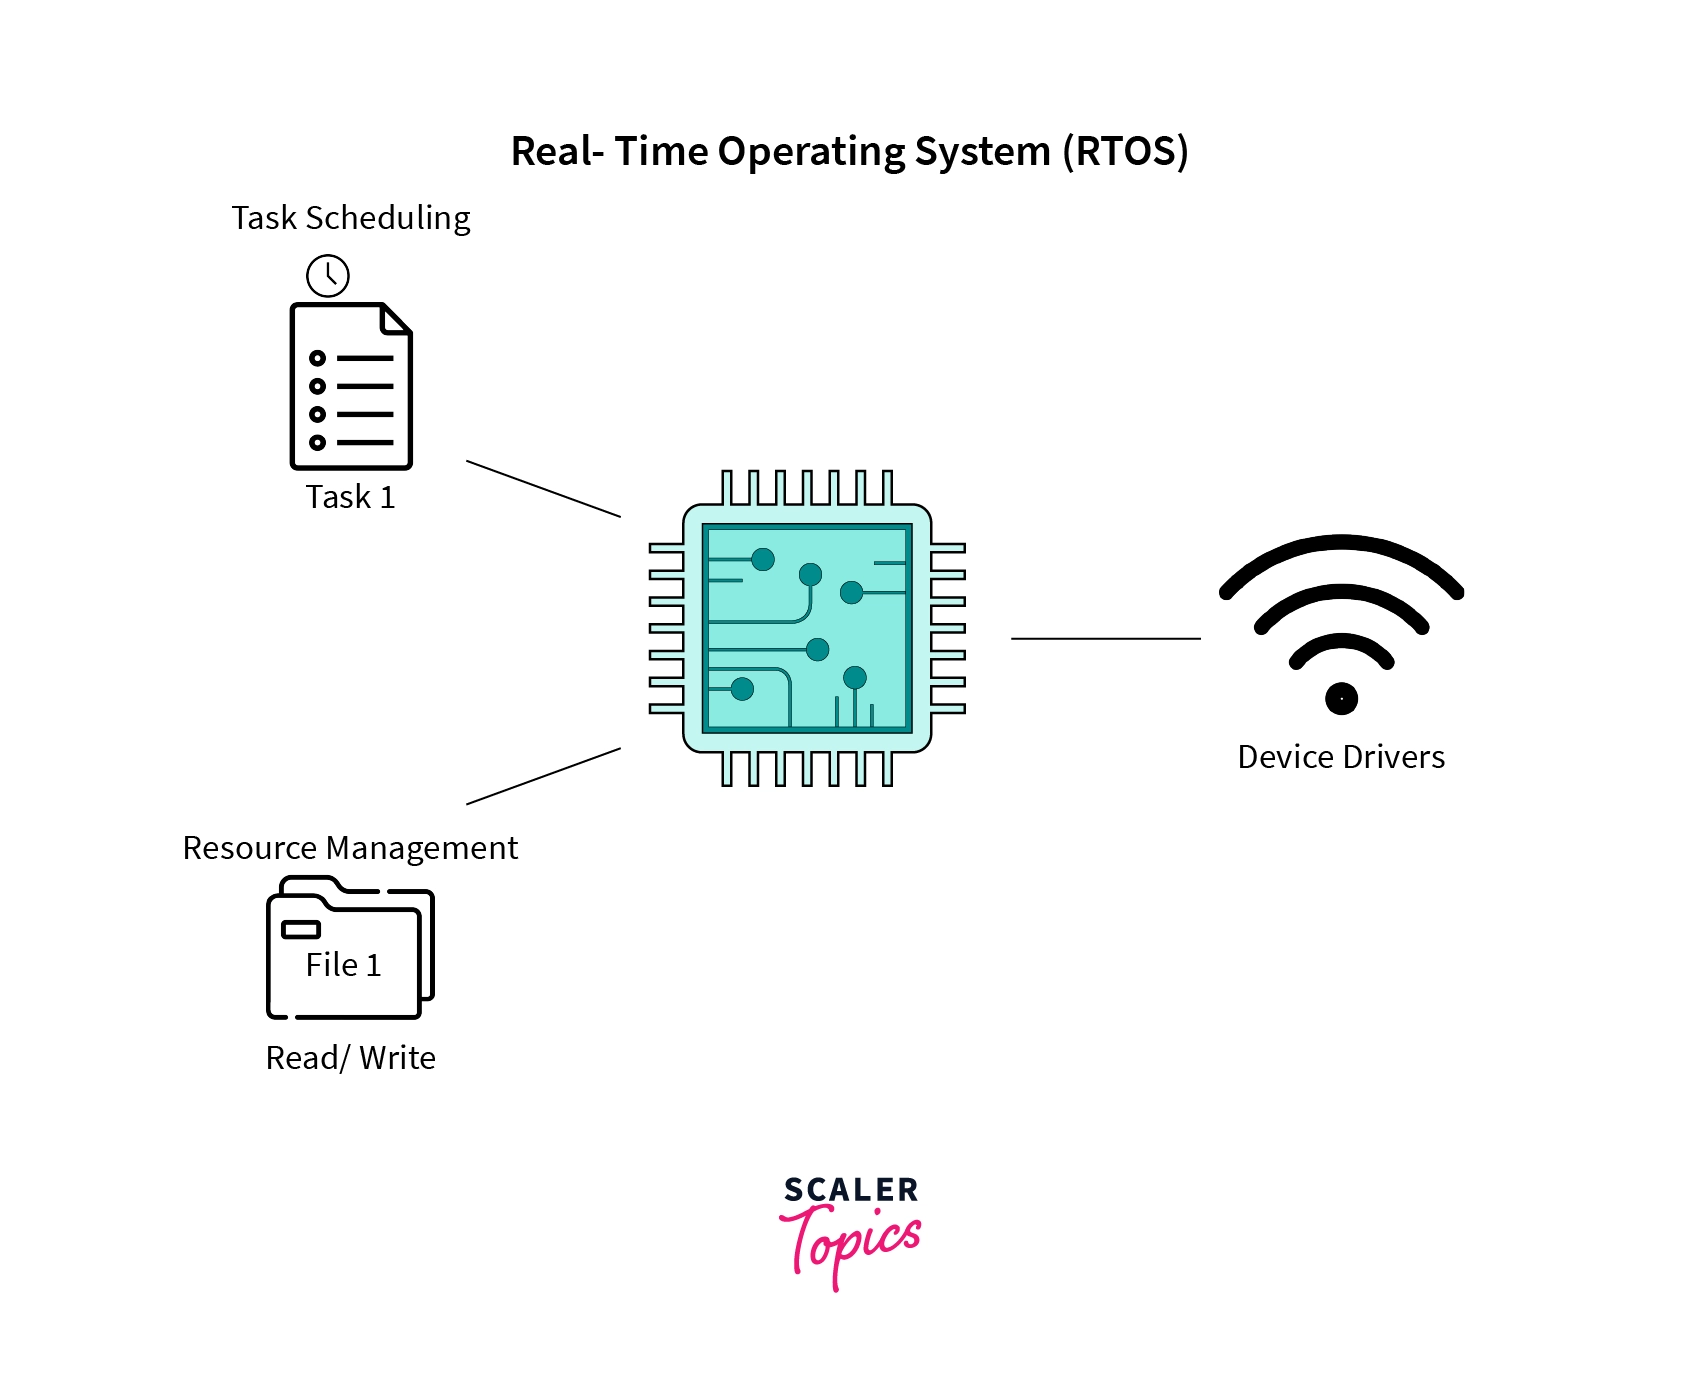 Real- Time Operating System (RTOS)
Task Scheduling
Task 1
Device Drivers
Resource Management
File 1
Read/ Write
SCALER
Topics